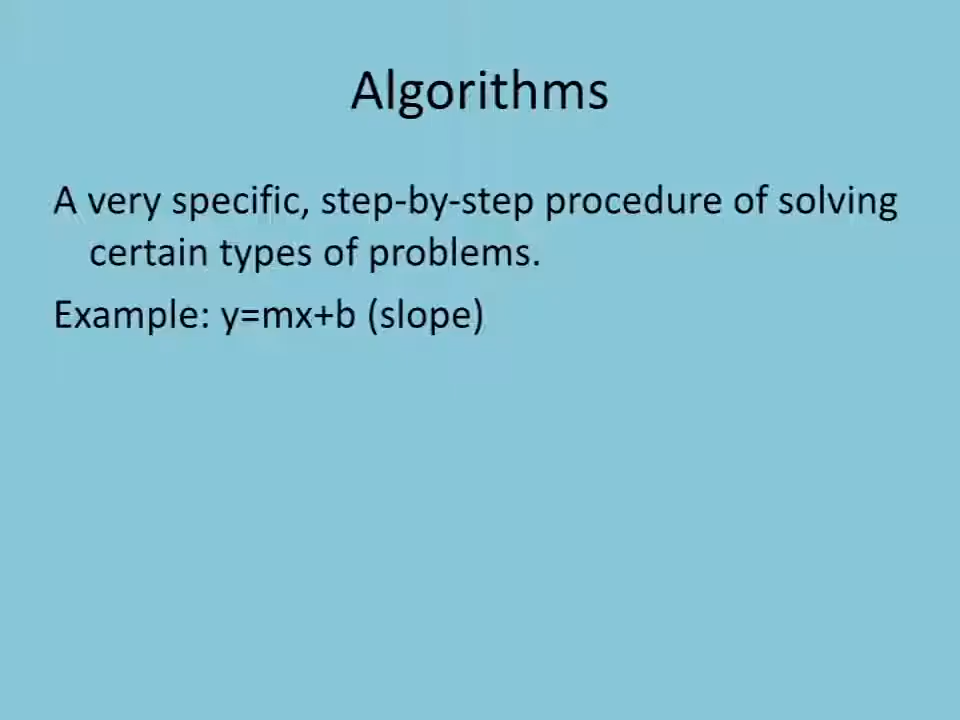 Algorithms
A very specific, step-by-step procedure of solving
certain types of problems.
Example: y=mx+b (slope)